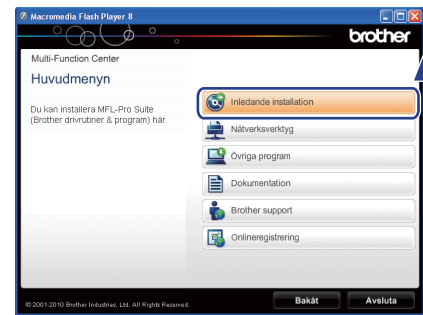 Macromedia Flash Player 8
brother
Multi-Function Center
Huvudmenyn
Du kan installera MFL-Pro Suite
(Brother drivrutiner & program) här.
Inledande installation
Nätverksverktyg
Övriga program
Dokumentation
Brother support
Onlineregistrering
© 2001-2010 Brother Industries, Ltd. All Rights Reserved.
Bakåt
Avsluta